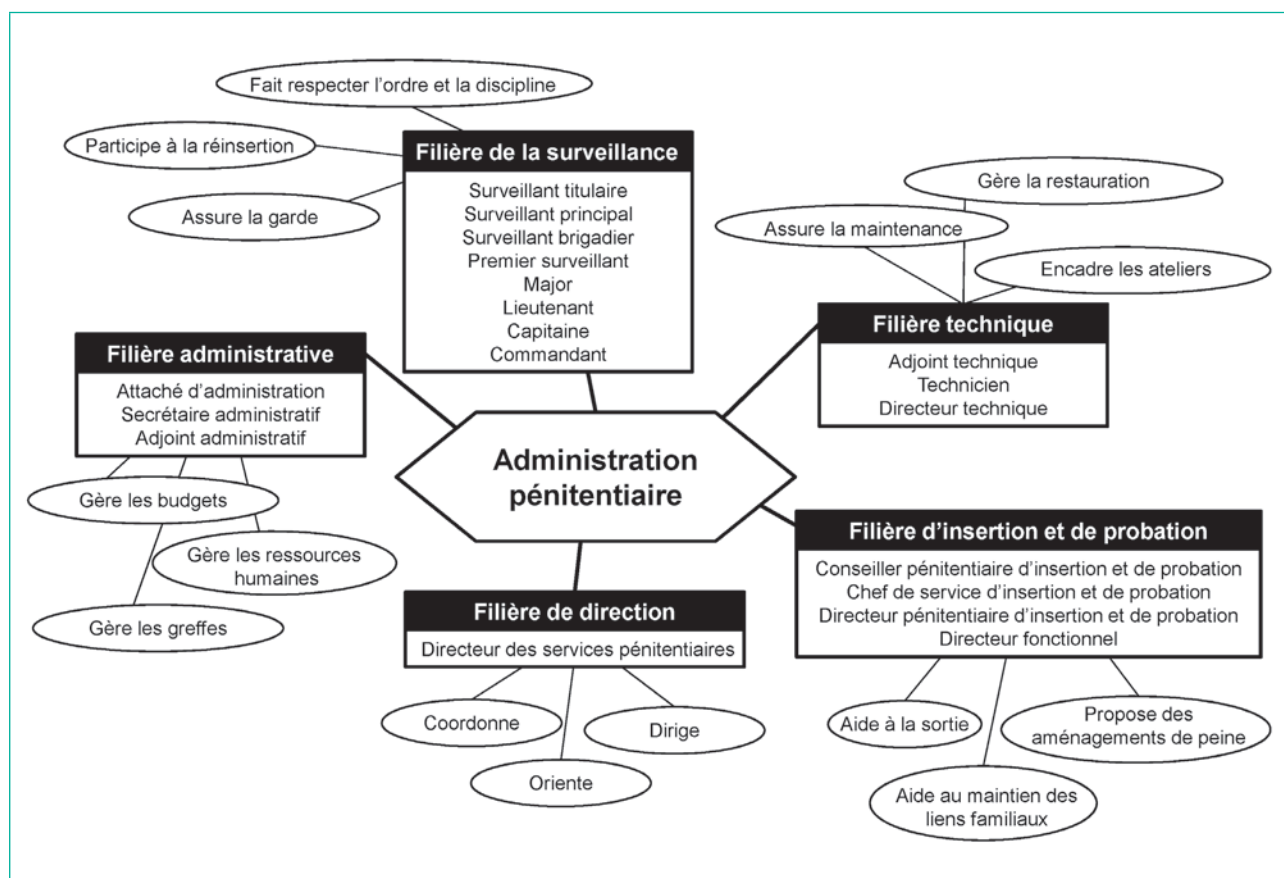 Fait respecter l’ordre et la discipline
Participe à la réinsertion
Assure la garde
Filière de la surveillance
Surveillant titulaire
Surveillant principal
Surveillant brigadier
Premier surveillant
Major
Lieutenant
Capitaine
Commandant
Gère la restauration
Assure la maintenance
Encadre les ateliers
Filière technique
Adjoint technique
Technicien
Directeur technique
Filière administrative
Attaché d’administration
Secrétaire administratif
Adjoint administratif
Gère les budgets
Gère les ressources
humaines
Gère les greffes
Administration
pénitentiaire
Filière de direction
Directeur des services pénitentiaires
Coordonne
Dirige
Oriente
Filière d’insertion et de probation
Conseiller pénitentiaire d’insertion et de probation
Chef de service d’insertion et de probation
Directeur pénitentiaire d’insertion et de probation
Directeur fonctionnel
Aide à la sortie
Propose des
aménagements de peine
Aide au maintien des
liens familiaux